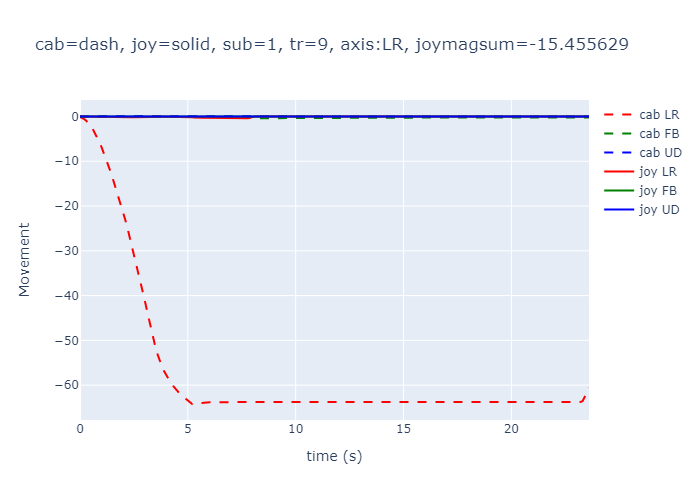 cab=dash, joy=solid, sub=1, tr=9, axis:LR, joymagsum=-15.455629
0
−10
−20
−30
−40
−50
−60
Movement
0
5
10
15
20
time (s)
cab LR
cab FB
cab UD
joy LR
joy FB
joy UD